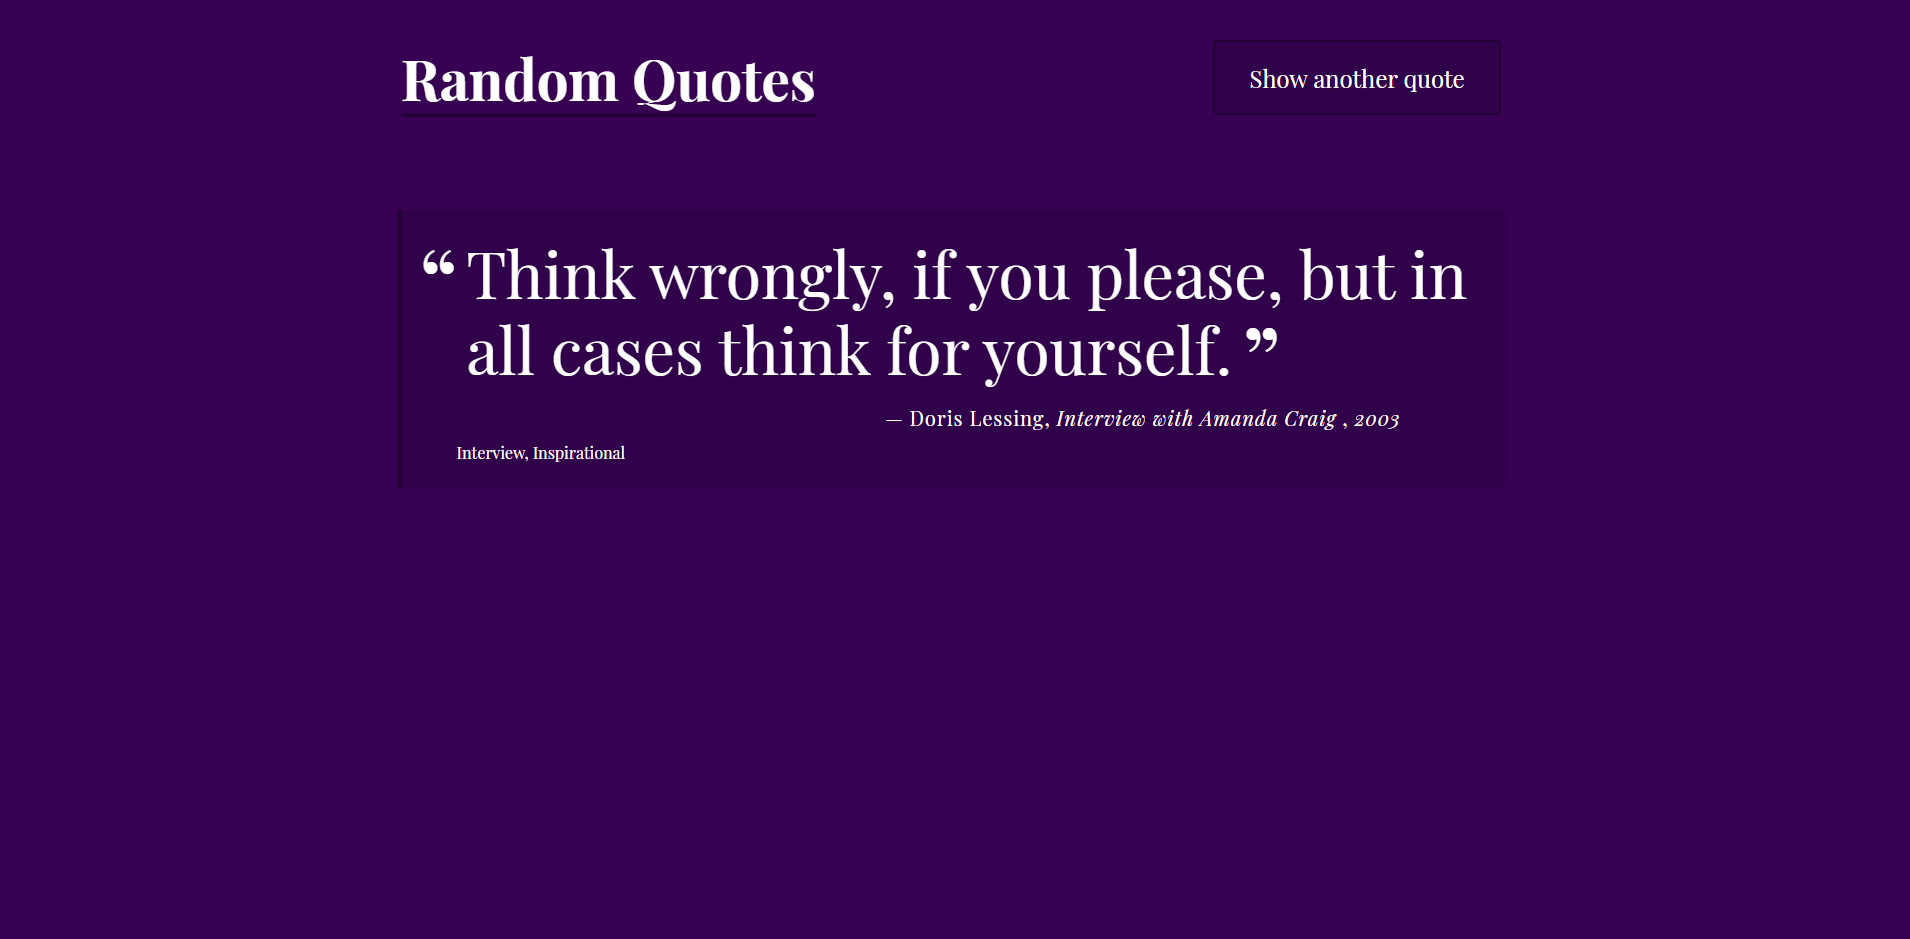 Random Quotes
Show another quote
“ Think wrongly, if you please, but in
all cases think for yourself. ”
— Doris Lessing, Interview with Amanda Craig , 2003
Interview, Inspirational